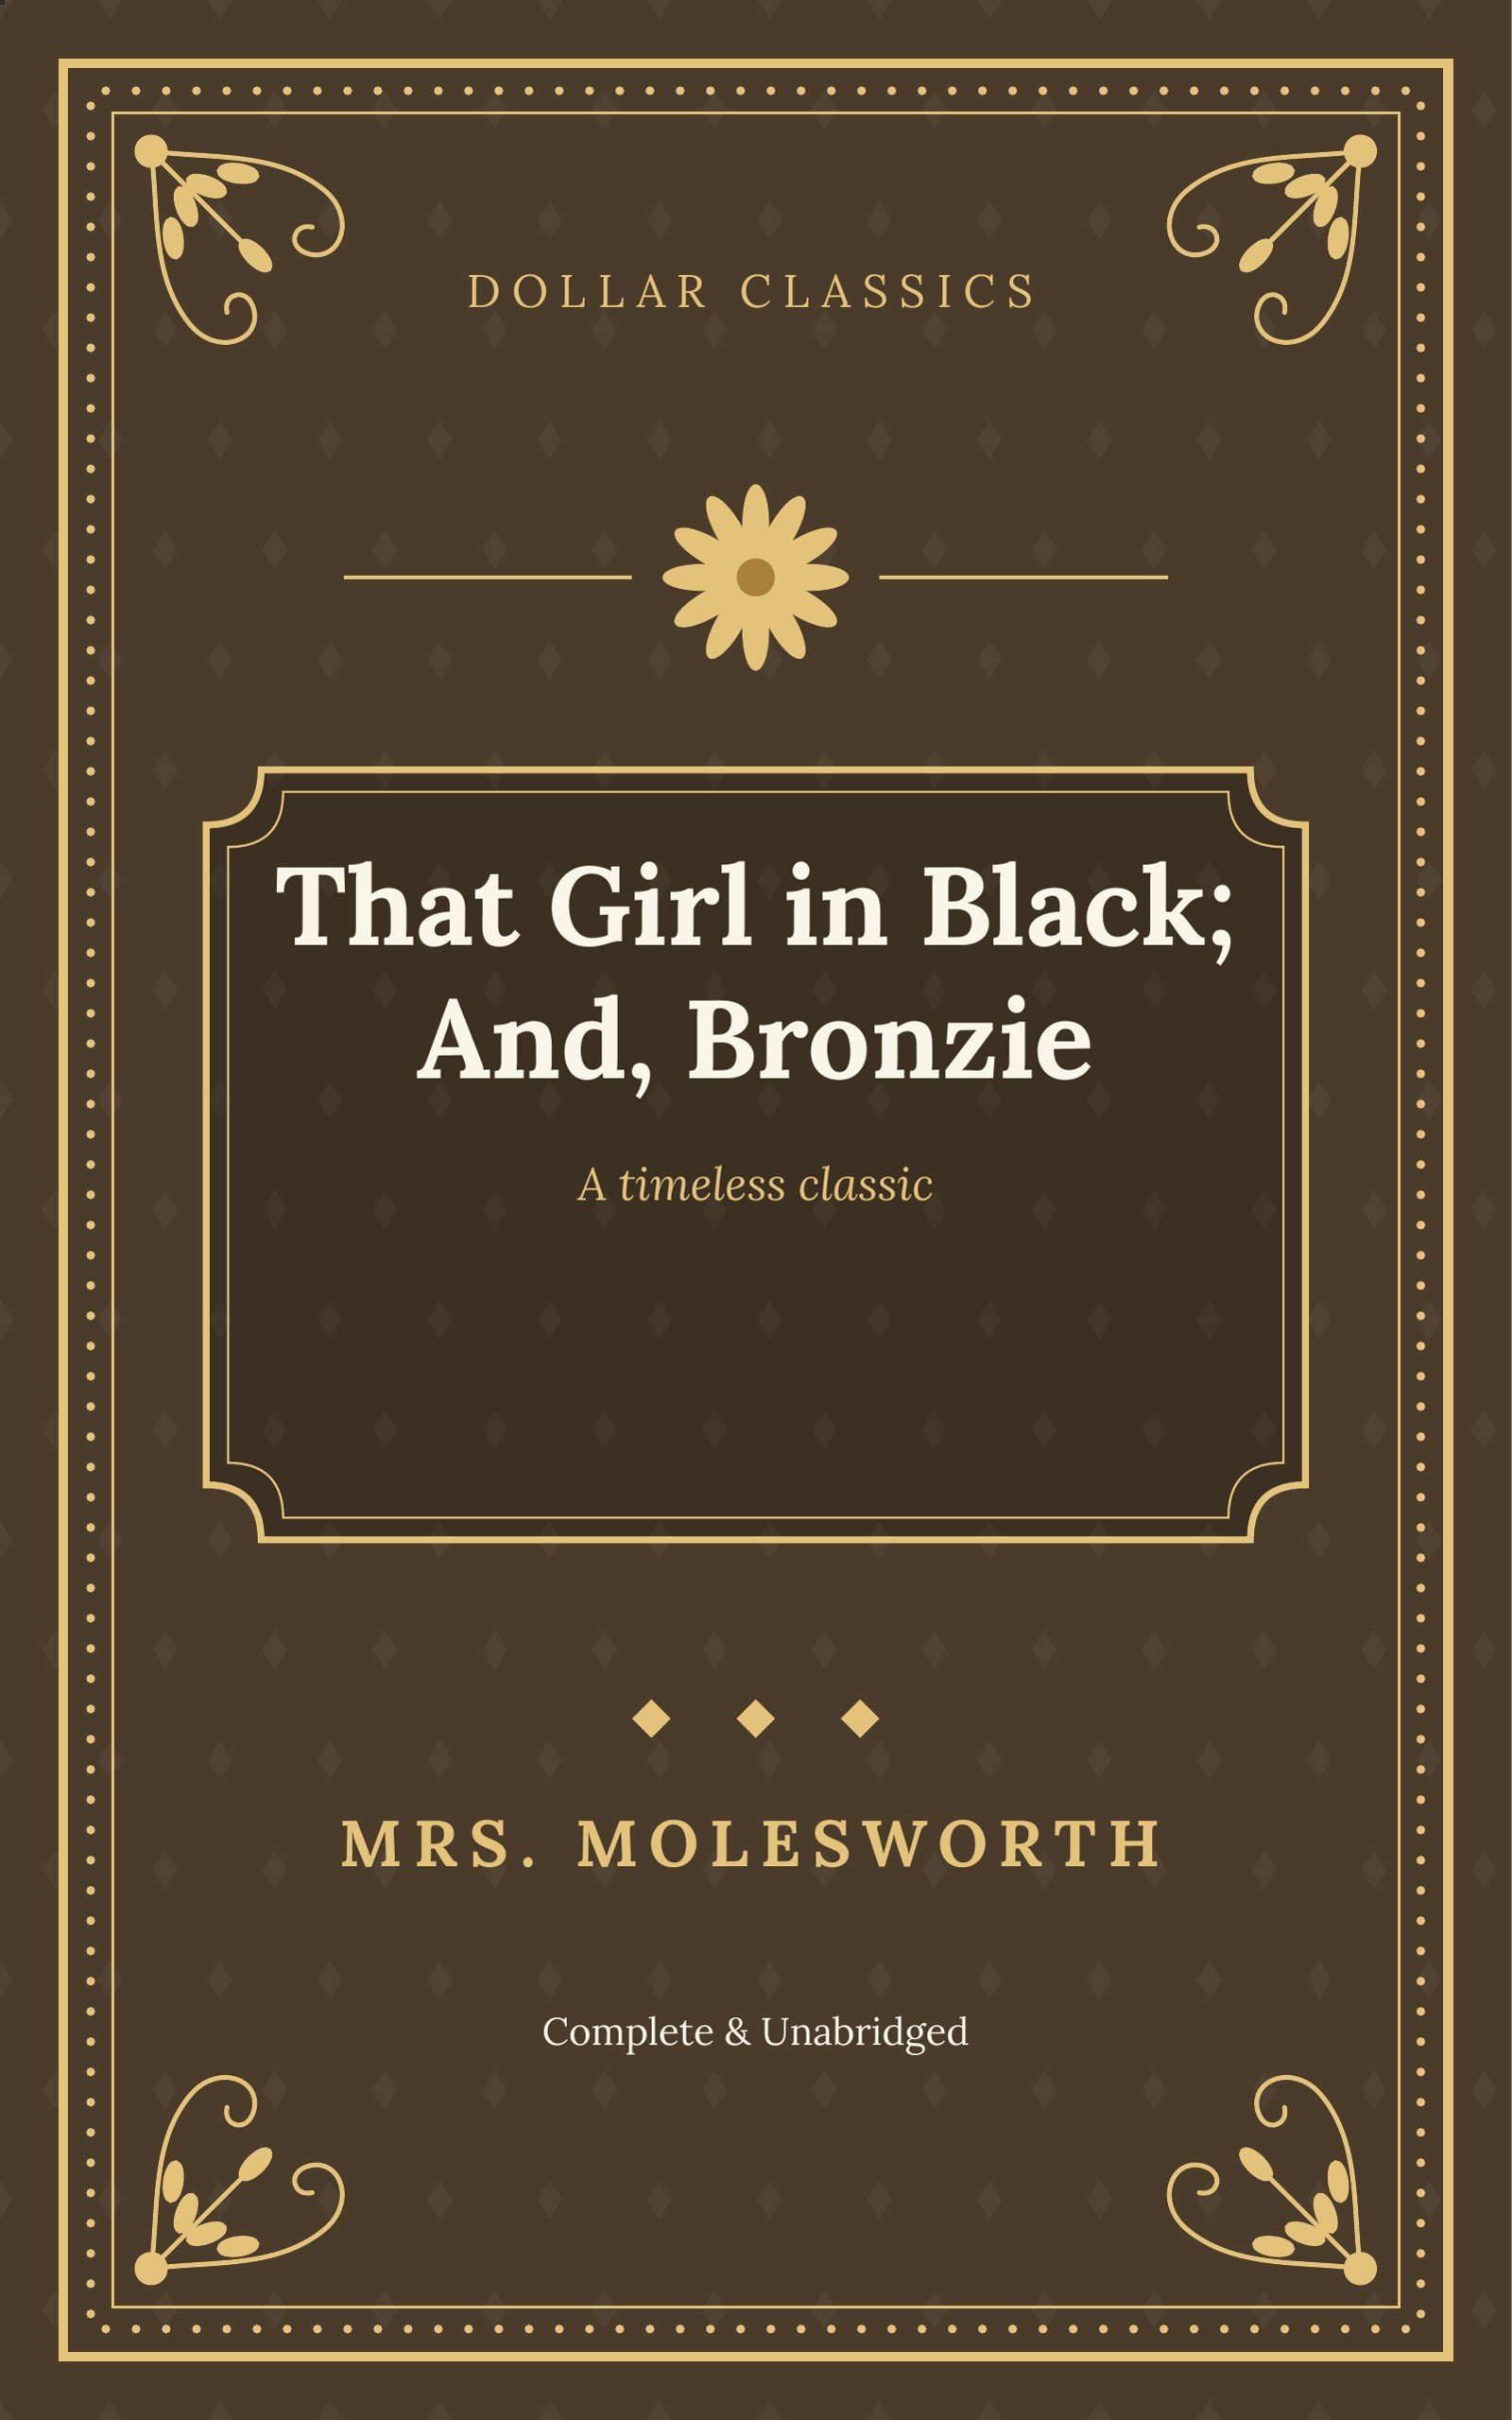 DOLLAR CLASSICS
That Girl in Black;
And, Bronzie
A timeless classic
MRS. MOLESWORTH
Complete & Unabridged